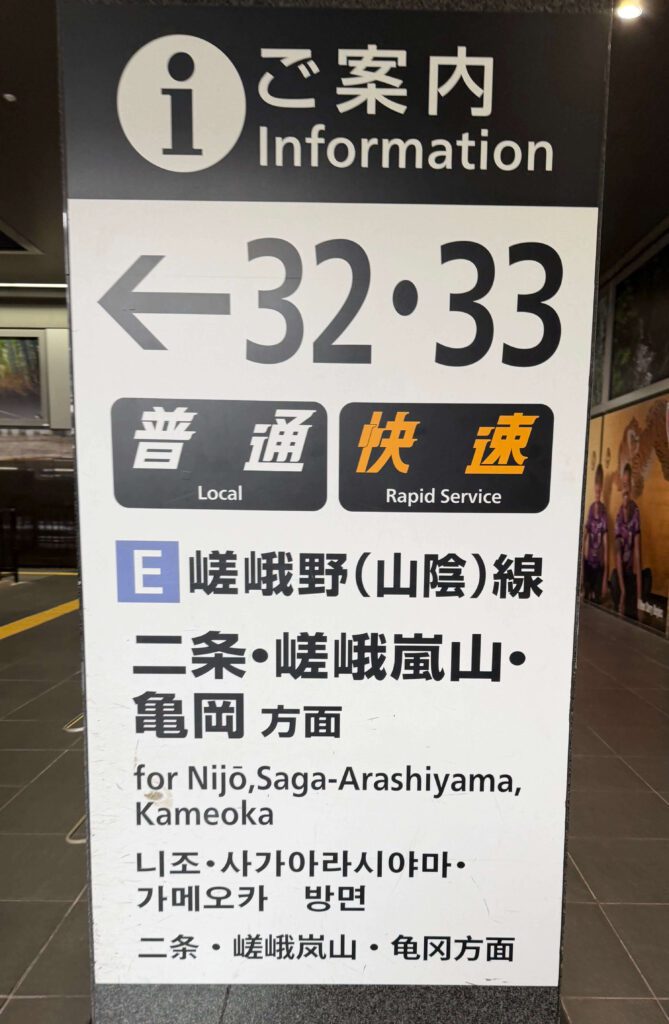 i ご案内
Information
← 32・33
普通 快速
Local Rapid Service
E 嵯峨野(山陰)線
二条・嵯峨嵐山・
亀岡 方面
for Nijō,Saga-Arashiyama,
Kameoka
니조・사가아라시야마・
가메오카 방면
二条・嵯峨岚山・龟冈方面